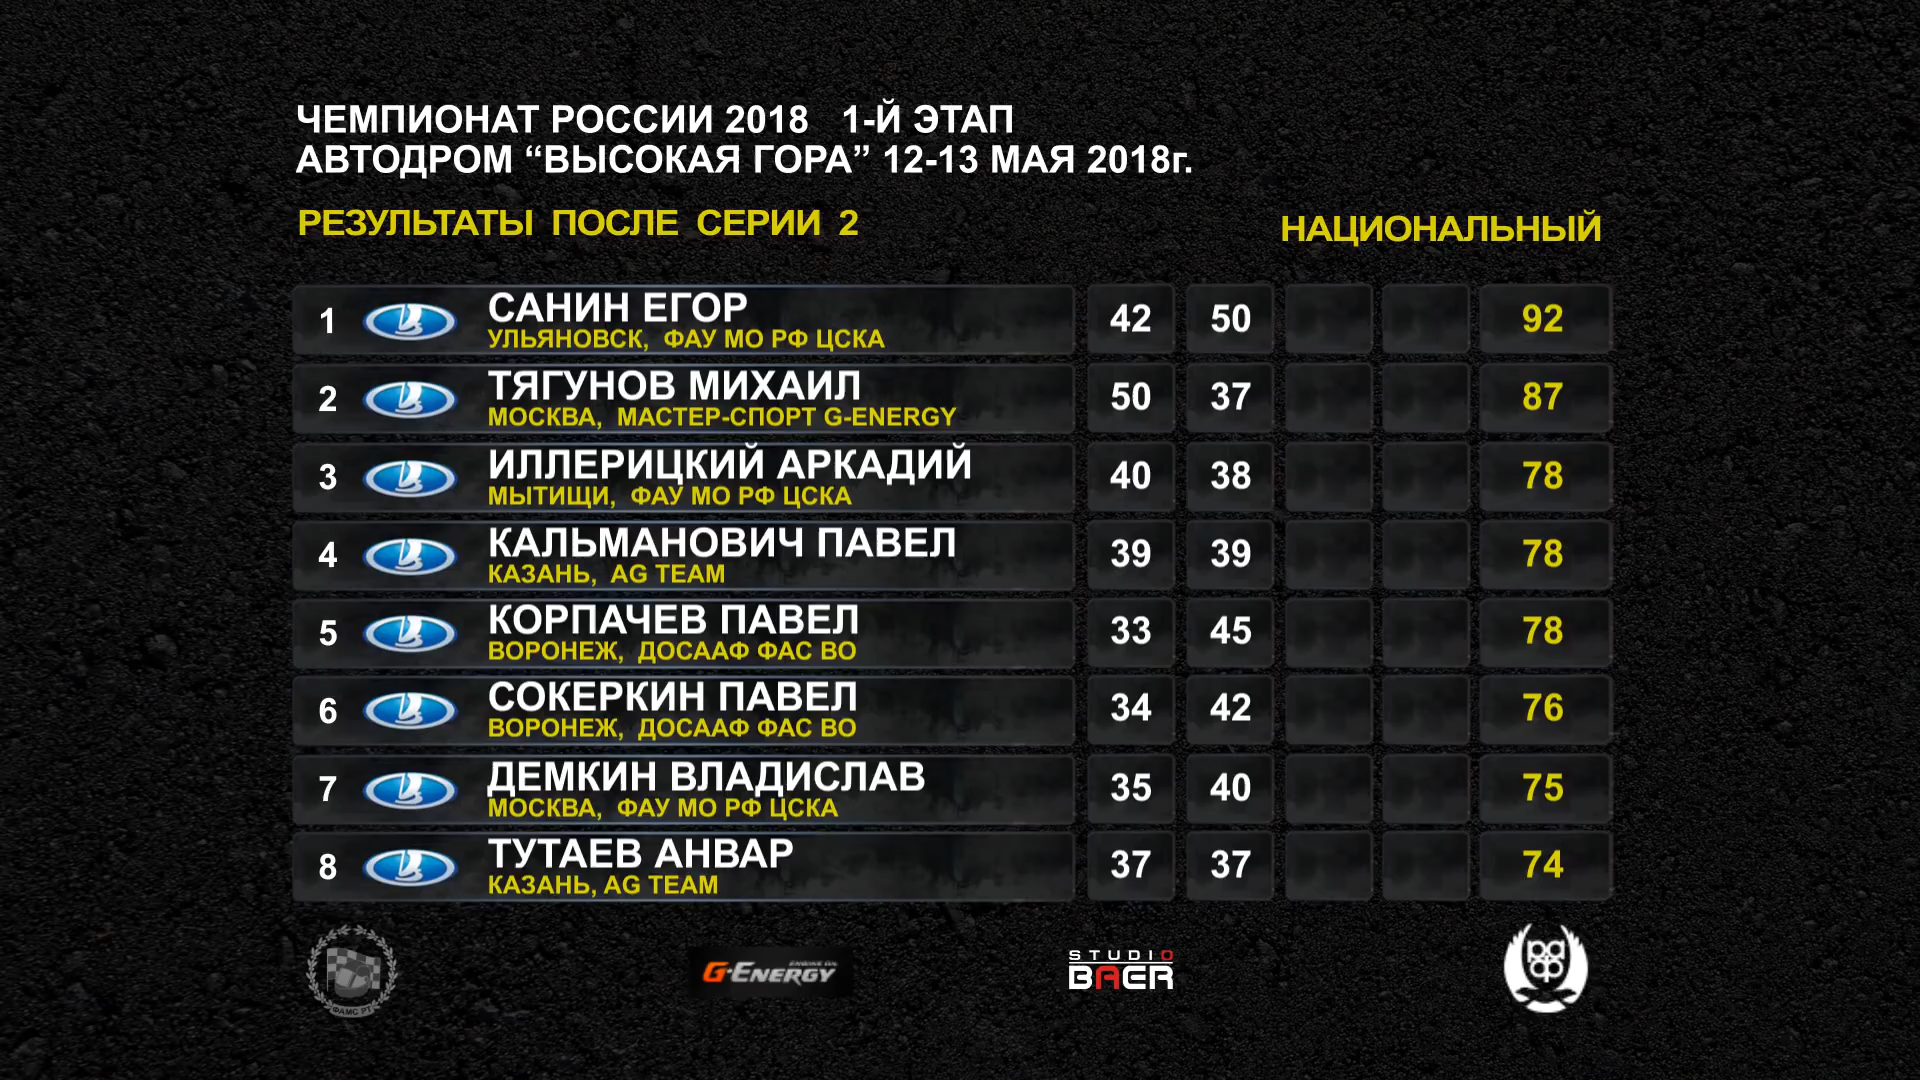 ЧЕМПИОНАТ РОССИИ 2018 1-Й ЭТАП
АВТОДРОМ “ВЫСОКАЯ ГОРА” 12-13 МАЯ 2018г.
РЕЗУЛЬТАТЫ ПОСЛЕ СЕРИИ 2 НАЦИОНАЛЬНЫЙ
1 САНИН ЕГОР 42 50 92
УЛЬЯНОВСК, ФАУ МО РФ ЦСКА
2 ТЯГУНОВ МИХАИЛ 50 37 87
МОСКВА, МАСТЕР-СПОРТ G-ENERGY
3 ИЛЛЕРИЦКИЙ АРКАДИЙ 40 38 78
МЫТИЩИ, ФАУ МО РФ ЦСКА
4 КАЛЬМАНОВИЧ ПАВЕЛ 39 39 78
КАЗАНЬ, AG TEAM
5 КОРПАЧЕВ ПАВЕЛ 33 45 78
ВОРОНЕЖ, ДОСААФ ФАС ВО
6 СОКЕРКИН ПАВЕЛ 34 42 76
ВОРОНЕЖ, ДОСААФ ФАС ВО
7 ДЕМКИН ВЛАДИСЛАВ 35 40 75
МОСКВА, ФАУ МО РФ ЦСКА
8 ТУТАЕВ АНВАР 37 37 74
КАЗАНЬ, AG TEAM
ФАМС РТ
ENGINE OIL
G-ENERGY
STUDIO
BAER